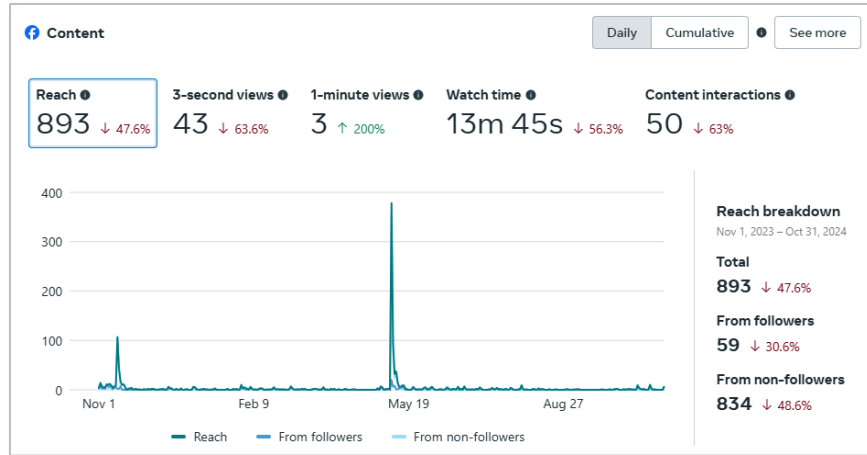 Content
Daily Cumulative See more
Reach 3-second views 1-minute views Watch time Content interactions
893 ↓ 47.6% 43 ↓ 63.6% 3 ↑ 200% 13m 45s ↓ 56.3% 50 ↓ 63%
400
300
200
100
0
Nov 1 Feb 9 May 19 Aug 27
Reach From followers From non-followers
Reach breakdown
Nov 1, 2023 – Oct 31, 2024
Total
893 ↓ 47.6%
From followers
59 ↓ 30.6%
From non-followers
834 ↓ 48.6%